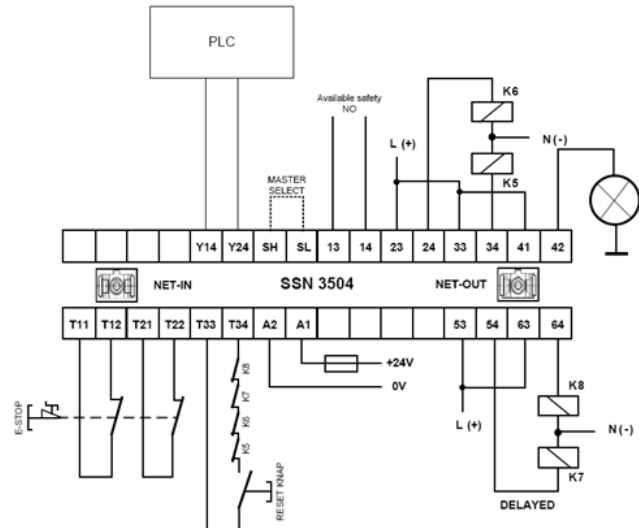 PLC
K6
Available safety
NO
L (+)
N (-)
K5
MASTER
SELECT
Y14 Y24 SH SL 13 14 23 24 33 34 41 42
NET-IN SSN 3504 NET-OUT
T11 T12 T21 T22 T33 T34 A2 A1 53 54 63 64
+24V
0V
K8
K7
K6
K5
E-STOP
RESET KNAP
L (+)
K8
N (-)
K7
DELAYED